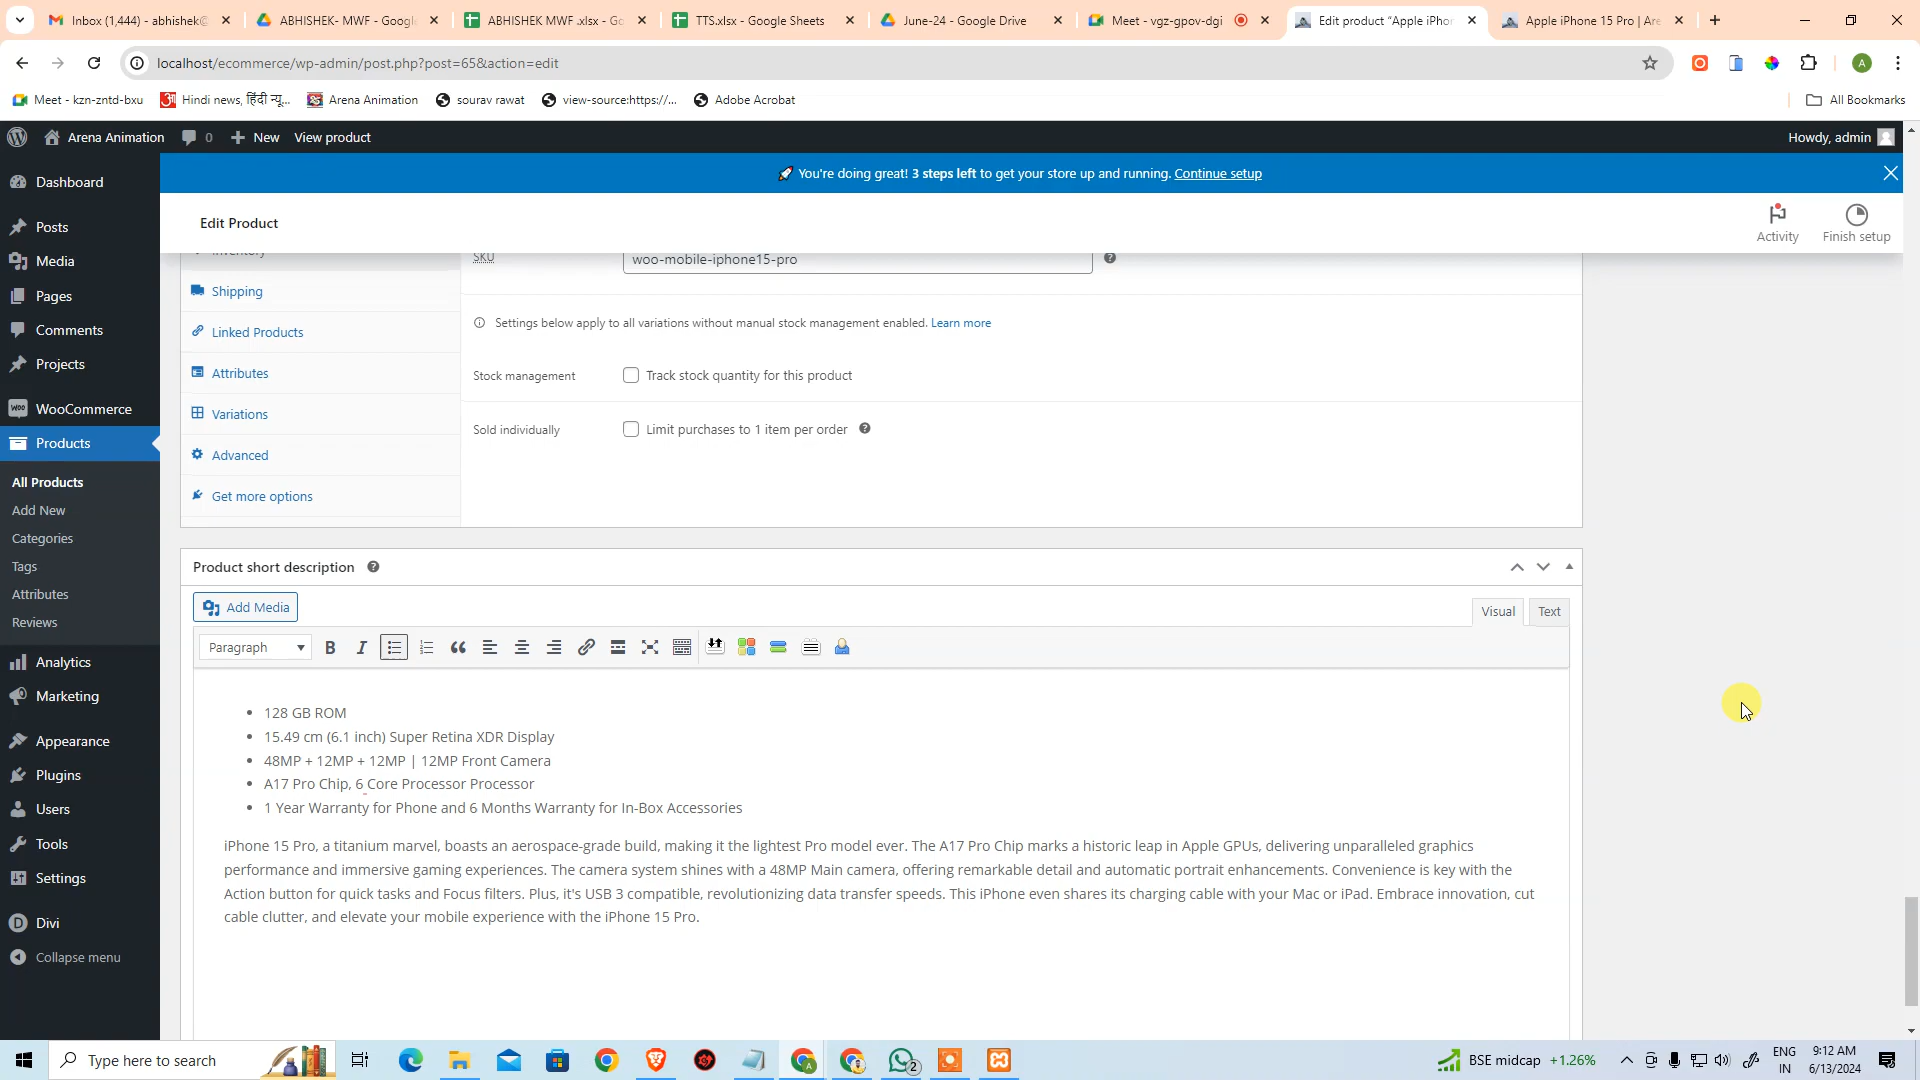 Inbox (1,444) - abhishek@
ABHISHEK- MWF - Google
ABHISHEK MWF .xlsx - Go
TTS.xlsx - Google Sheets
June-24 - Google Drive
Meet - vgz-gpov-dgi
Edit product “Apple iPhon
Apple iPhone 15 Pro | Are
localhost/ecommerce/wp-admin/post.php?post=65&action=edit
A
Meet - kzn-zntd-bxu
Hindi news, हिंदी न्यू...
Arena Animation
sourav rawat
view-source:https://...
Adobe Acrobat
All Bookmarks
Arena Animation
0
New
View product
Howdy, admin
You're doing great! 3 steps left to get your store up and running. Continue setup
Edit Product
Activity
Finish setup
Dashboard
Posts
Media
Pages
Comments
Projects
WooCommerce
Products
All Products
Add New
Categories
Tags
Attributes
Reviews
Analytics
Marketing
Appearance
Plugins
Users
Tools
Settings
Divi
Collapse menu
Inventory
Shipping
Linked Products
Attributes
Variations
Advanced
Get more options
SKU
woo-mobile-iphone15-pro
Settings below apply to all variations without manual stock management enabled. Learn more
Stock management
Track stock quantity for this product
Sold individually
Limit purchases to 1 item per order
Product short description
Add Media
Visual
Text
Paragraph
• 128 GB ROM
• 15.49 cm (6.1 inch) Super Retina XDR Display
• 48MP + 12MP + 12MP | 12MP Front Camera
• A17 Pro Chip, 6 Core Processor Processor
• 1 Year Warranty for Phone and 6 Months Warranty for In-Box Accessories
iPhone 15 Pro, a titanium marvel, boasts an aerospace-grade build, making it the lightest Pro model ever. The A17 Pro Chip marks a historic leap in Apple GPUs, delivering unparalleled graphics
performance and immersive gaming experiences. The camera system shines with a 48MP Main camera, offering remarkable detail and automatic portrait enhancements. Convenience is key with the
Action button for quick tasks and Focus filters. Plus, it's USB 3 compatible, revolutionizing data transfer speeds. This iPhone even shares its charging cable with your Mac or iPad. Embrace innovation, cut
cable clutter, and elevate your mobile experience with the iPhone 15 Pro.
Type here to search
2
BSE midcap +1.26%
ENG
IN
9:12 AM
6/13/2024